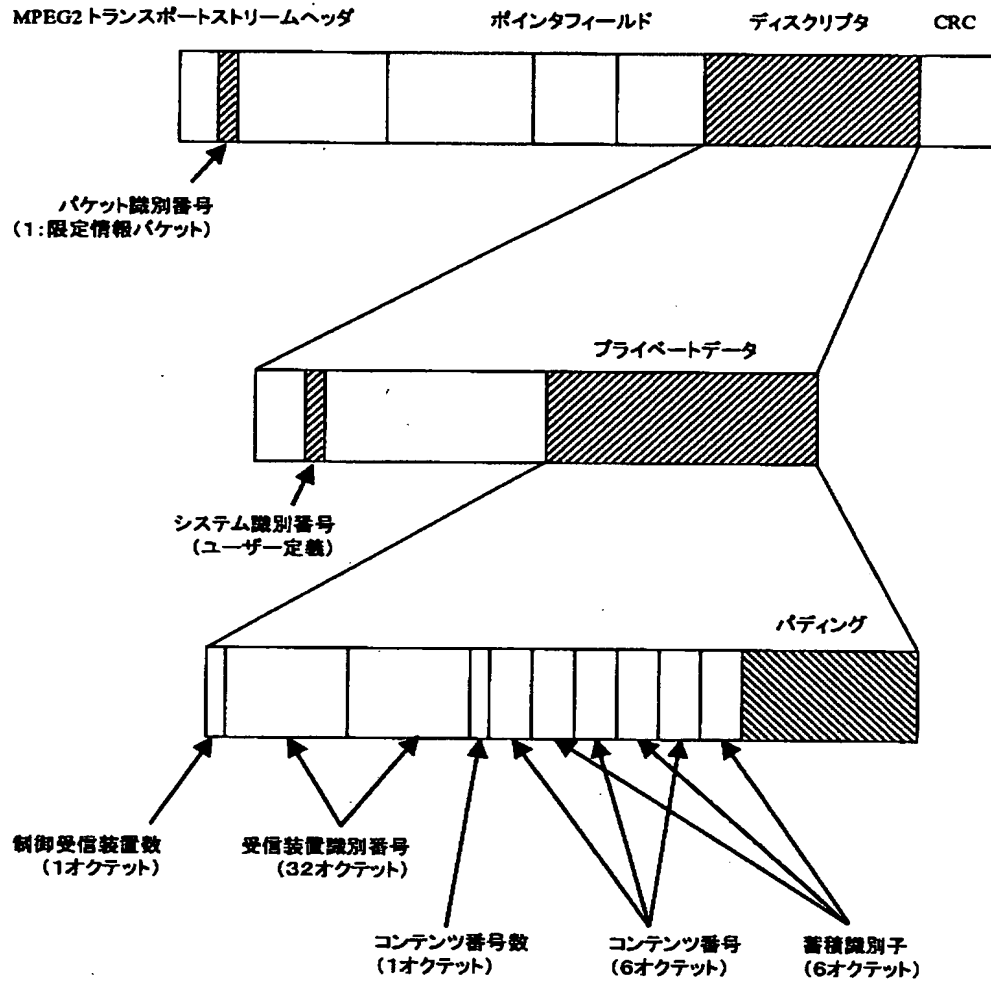 MPEG2トランスポートストリームヘッダ ポインタフィールド ディスクリプタ CRC
パケット識別番号
(1:限定情報パケット)
プライベートデータ
システム識別番号
(ユーザー定義)
パディング
制御受信装置数
(1オクテット)
受信装置識別番号
(32オクテット)
コンテンツ番号数
(1オクテット)
コンテンツ番号
(6オクテット)
蓄積識別子
(6オクテット)